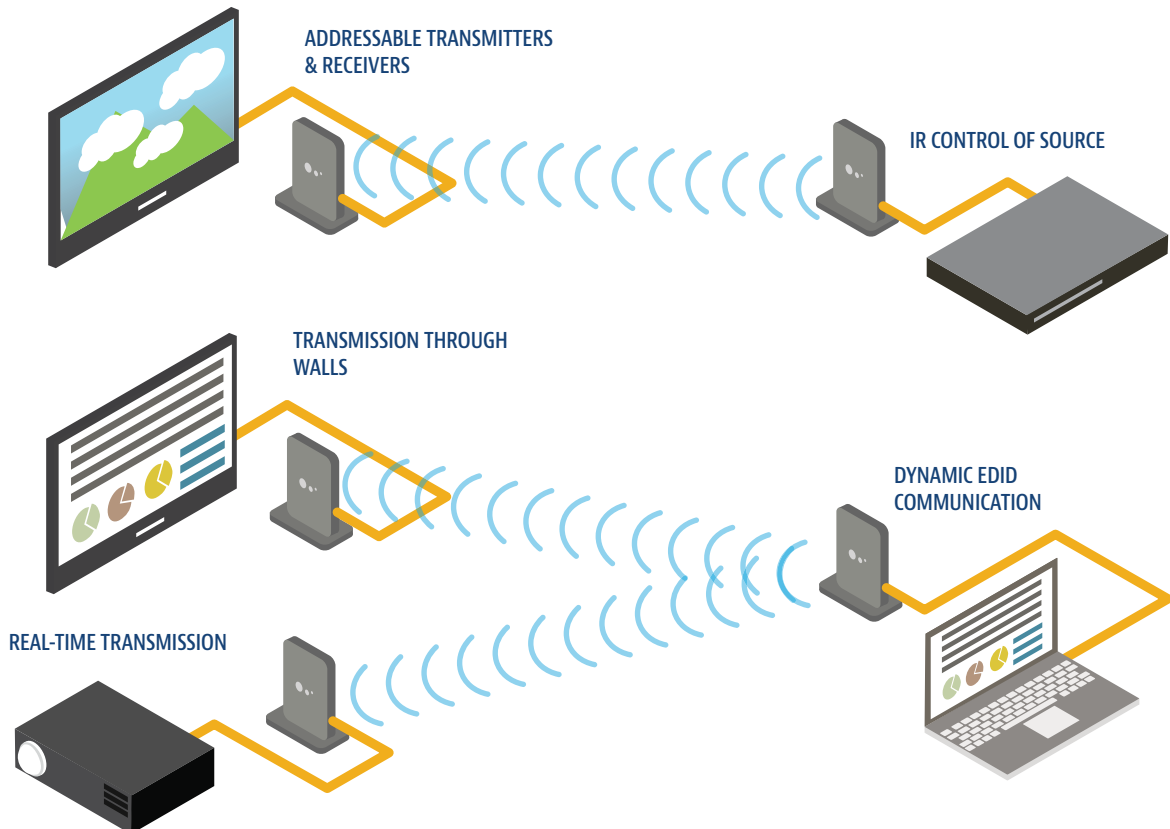 ADDRESSABLE TRANSMITTERS
& RECEIVERS
IR CONTROL OF SOURCE
TRANSMISSION THROUGH
WALLS
DYNAMIC EDID
COMMUNICATION
REAL-TIME TRANSMISSION